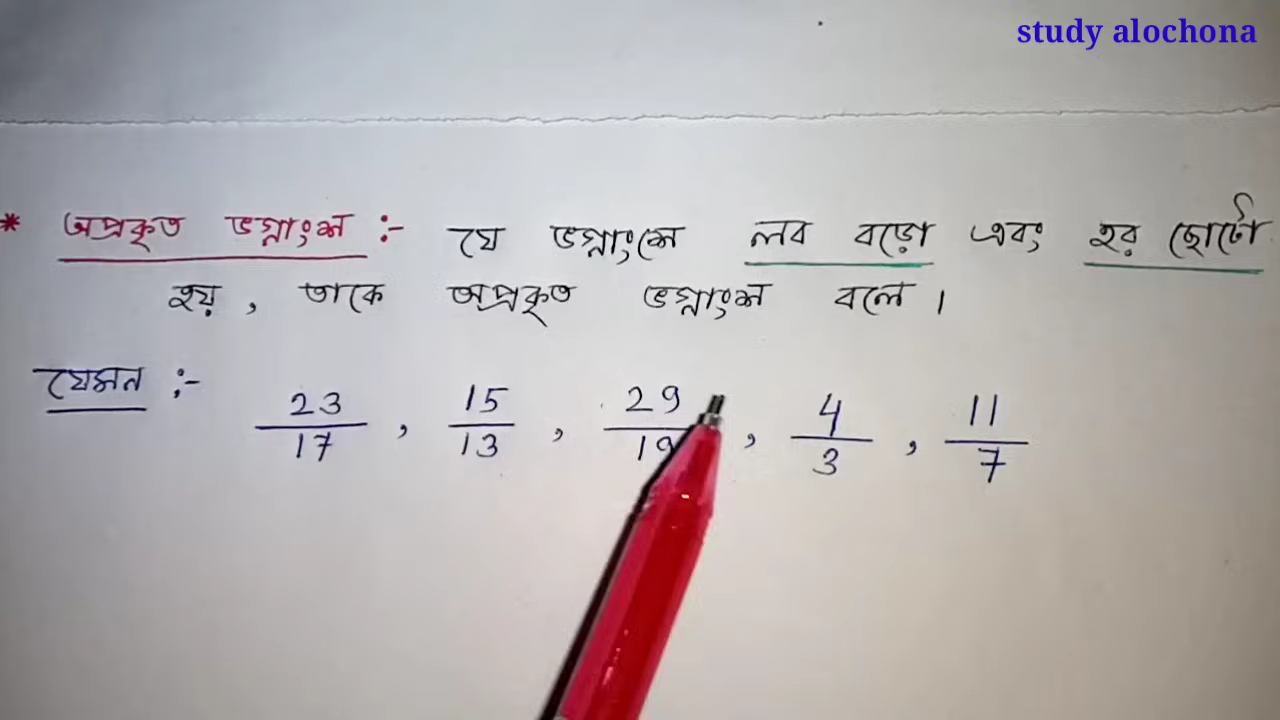 study alochona
* অপ্রকৃত ভগ্নাংশ :- যে ভগ্নাংশে লব বড়ো এবং হর ছোটো
হয় , তাকে অপ্রকৃত ভগ্নাংশ বলে ।
যেমন :- 23/17 , 15/13 , 29/19 , 4/3 , 11/7